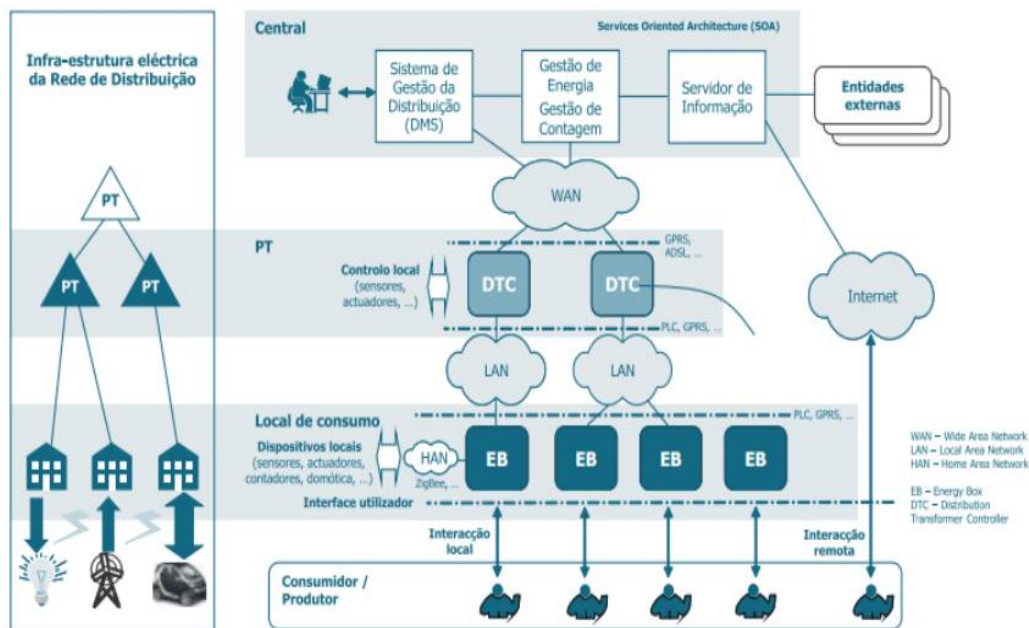 Infra-estrutura eléctrica
da Rede de Distribuição
PT
PT
PT
Central
Services Oriented Architecture (SOA)
Sistema de
Gestão da
Distribuição
(DMS)
Gestão de
Energia
Gestão de
Contagem
Servidor de
Informação
Entidades
externas
WAN
PT
GPRS,
ADSL, ...
Controlo local
(sensores,
actuadores, ...)
DTC
DTC
Internet
PLC, GPRS, ...
LAN
LAN
Local de consumo
PLC, GPRS, ...
Dispositivos locais
(sensores, actuadores,
contadores, domótica, ...)
HAN
ZigBee, ...
EB
EB
EB
EB
Interface utilizador
WAN – Wide Area Network
LAN – Local Area Network
HAN – Home Area Network
EB – Energy Box
DTC – Distribution
Transformer Controller
Interacção
local
Interacção
remota
Consumidor /
Produtor